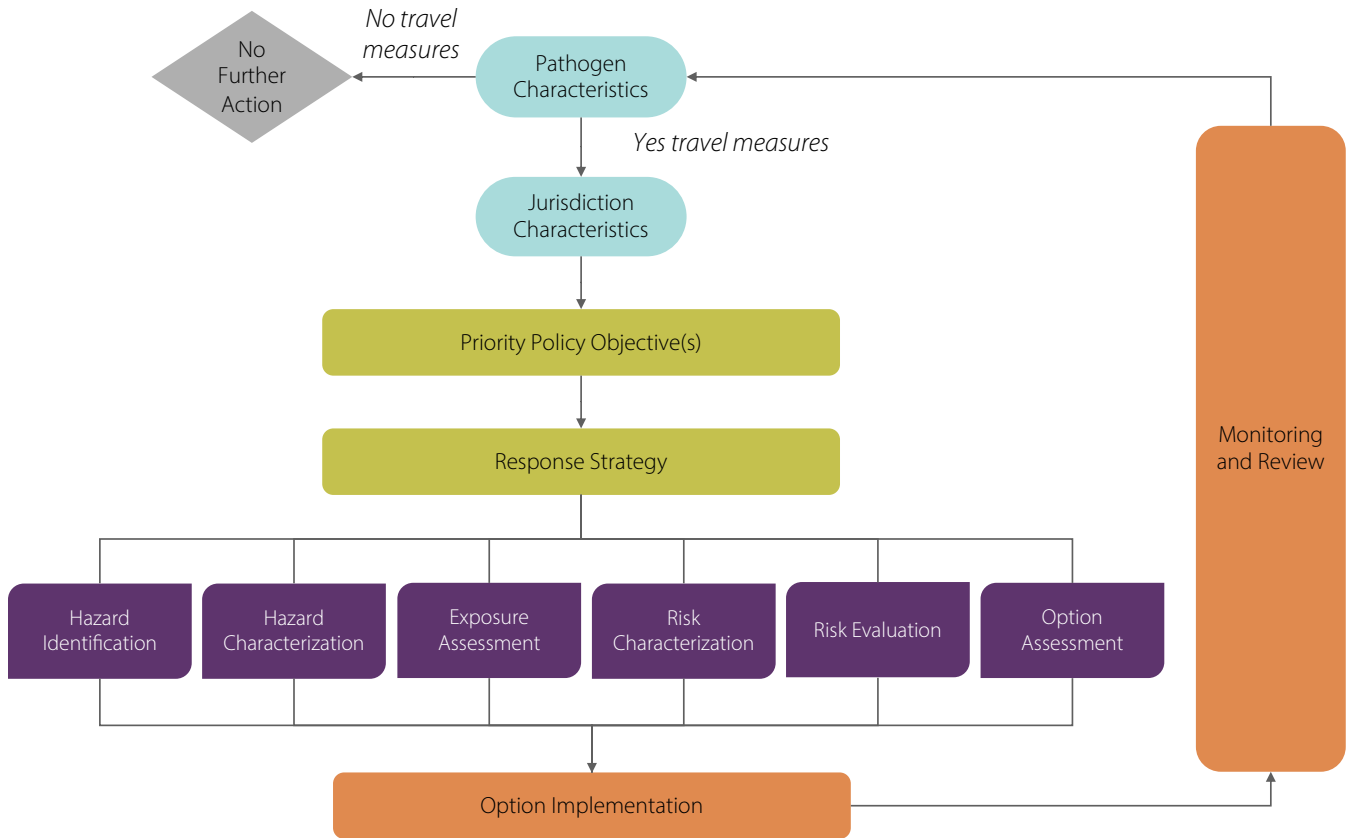 No travel
measures
No
Further
Action
Pathogen
Characteristics
Yes travel measures
Jurisdiction
Characteristics
Priority Policy Objective(s)
Response Strategy
Monitoring
and Review
Hazard
Identification
Hazard
Characterization
Exposure
Assessment
Risk
Characterization
Risk Evaluation
Option
Assessment
Option Implementation